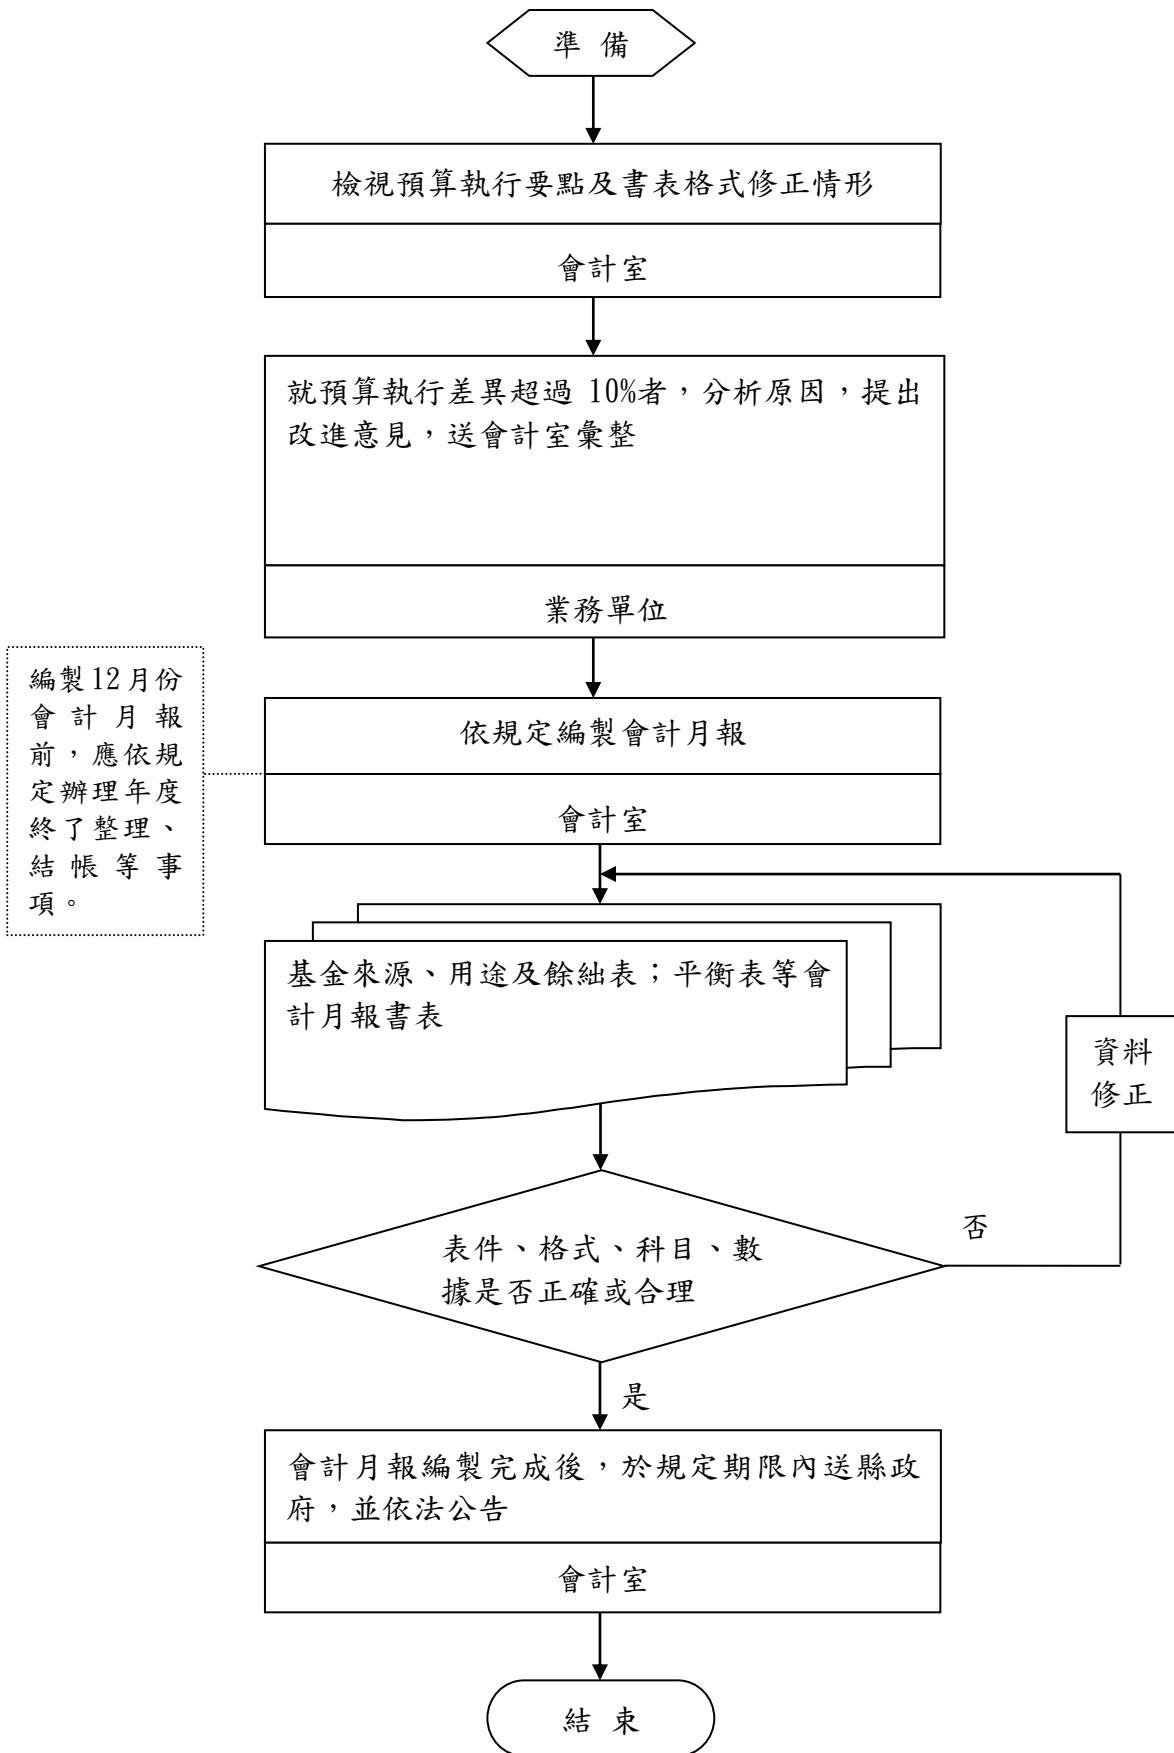 準 備
檢視預算執行要點及書表格式修正情形
會計室
就預算執行差異超過 10%者，分析原因，提出
改進意見，送會計室彙整
業務單位
編製12月份
會計月報
前，應依規
定辦理年度
終了整理、
結帳等事
項。
依規定編製會計月報
會計室
基金來源、用途及餘絀表；平衡表等會
計月報書表
資料
修正
表件、格式、科目、數
據是否正確或合理
否
是
會計月報編製完成後，於規定期限內送縣政
府，並依法公告
會計室
結 束